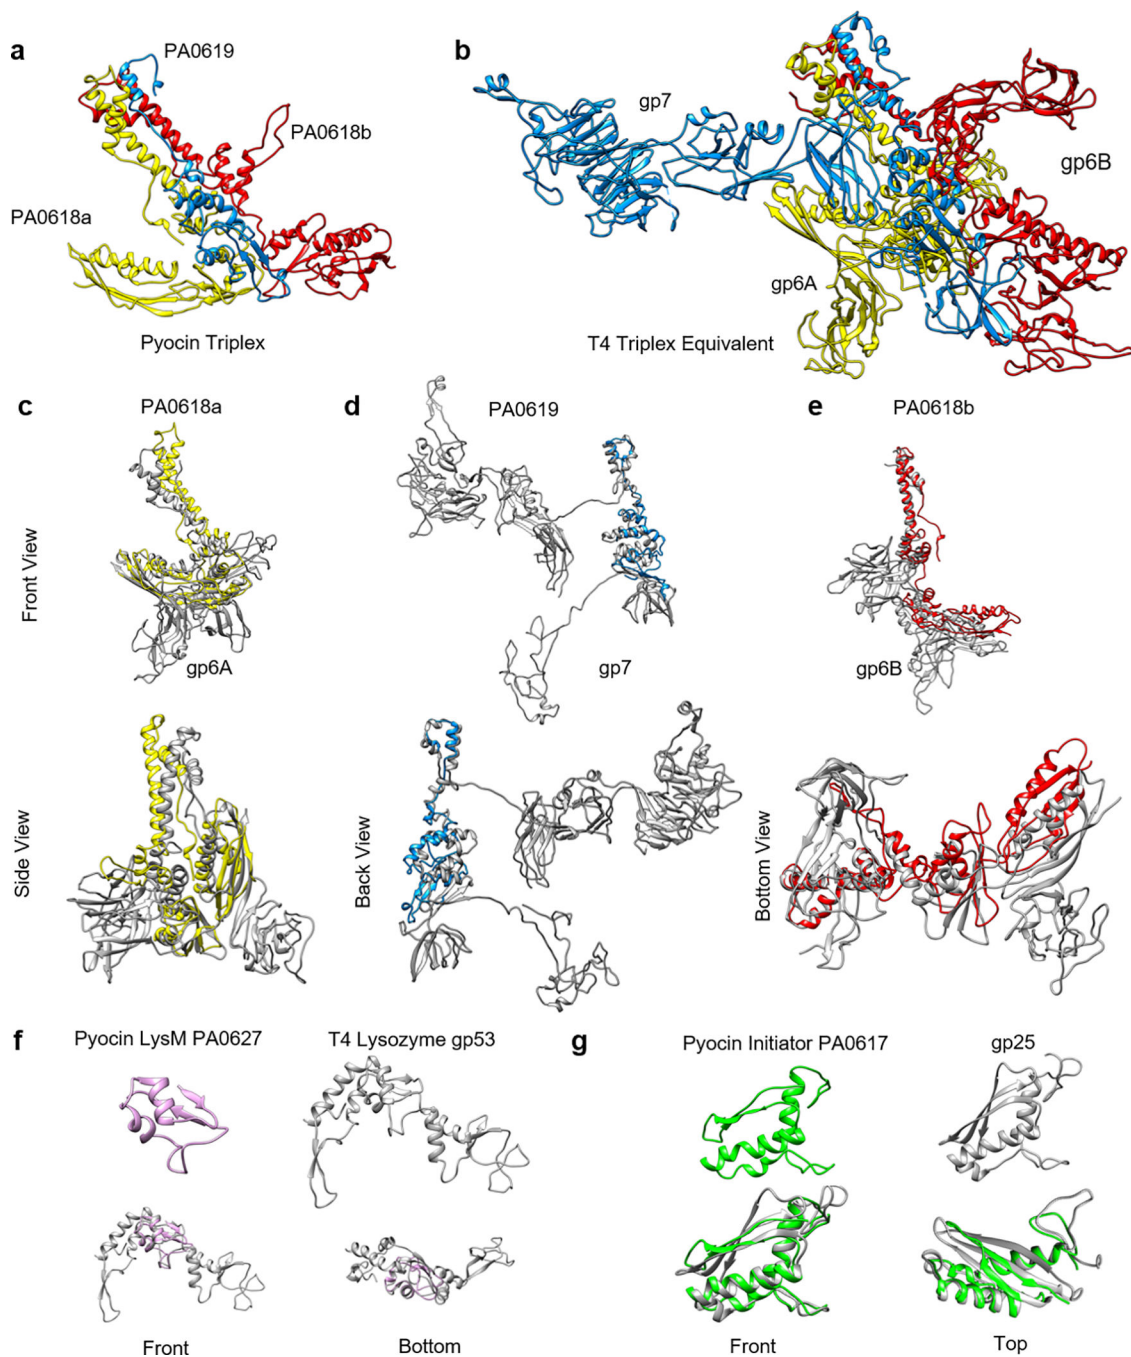 a
PA0619
PA0618b
PA0618a
Pyocin Triplex
b
gp7
gp6B
gp6A
T4 Triplex Equivalent
c
PA0618a
Front View
gp6A
Side View
d
PA0619
gp7
Back View
e
PA0618b
gp6B
Bottom View
f
Pyocin LysM PA0627
T4 Lysozyme gp53
Front
Bottom
g
Pyocin Initiator PA0617
gp25
Front
Top